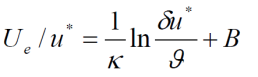 U_e / u^* = \frac{1}{\kappa} \ln \frac{\delta u^*}{\vartheta} + B